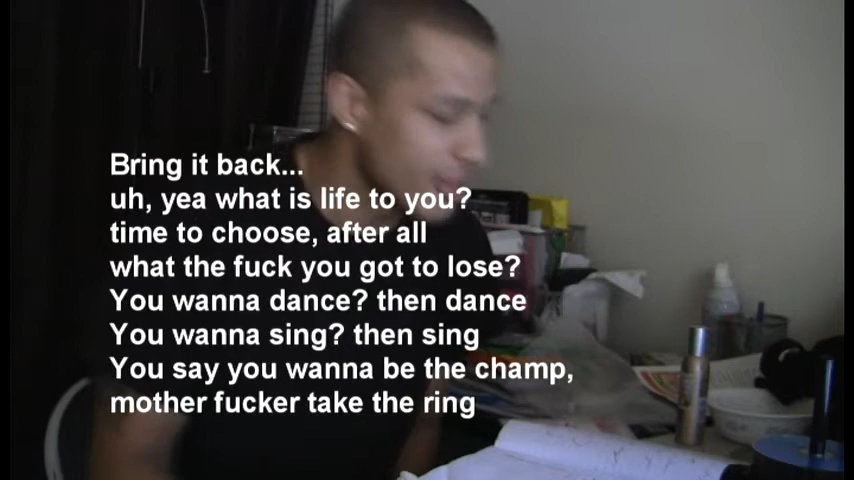 Bring it back...
uh, yea what is life to you?
time to choose, after all
what the fuck you got to lose?
You wanna dance? then dance
You wanna sing? then sing
You say you wanna be the champ,
mother fucker take the ring